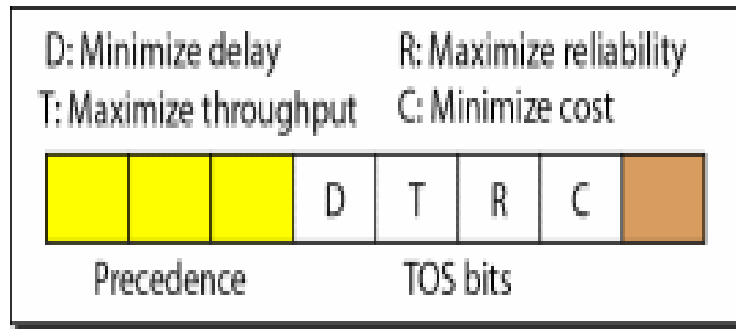 D: Minimize delay R: Maximize reliability
T: Maximize throughput C: Minimize cost
D T R C
Precedence TOS bits